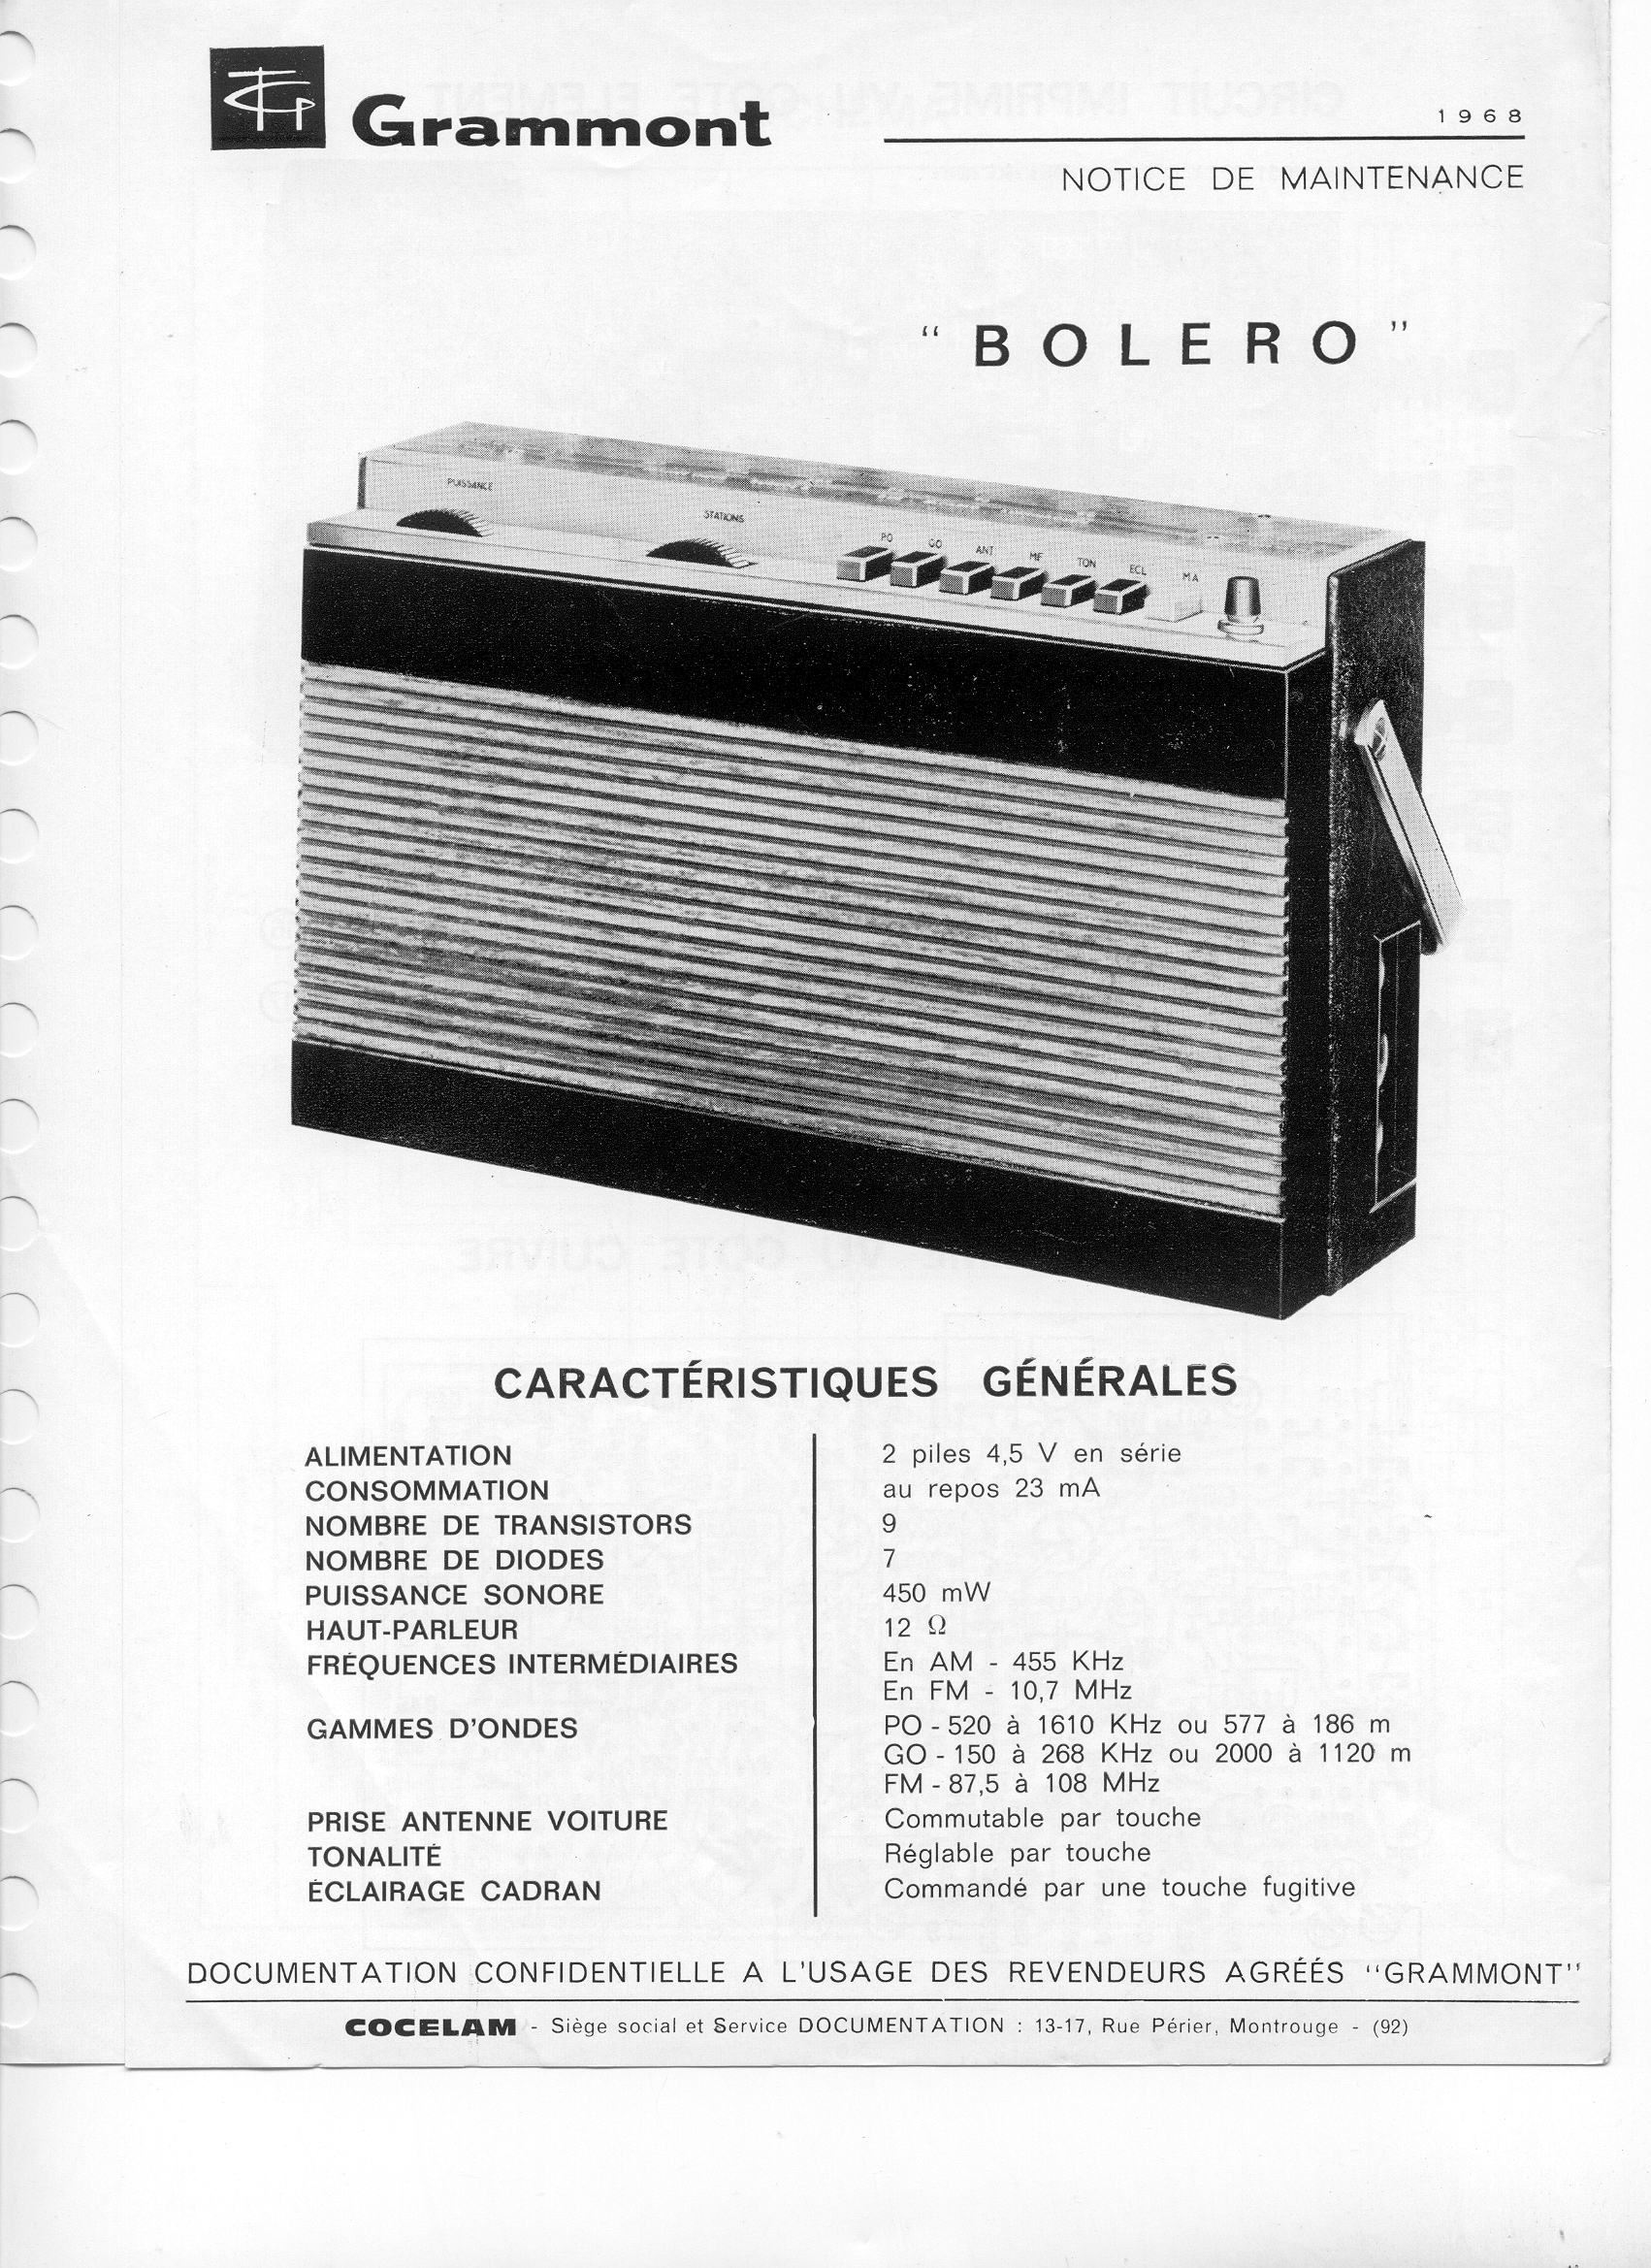 Grammont
1968
NOTICE DE MAINTENANCE
“BOLERO”
PUISSANCE
STATIONS
PO GO ANT MF TON ECL MA
CARACTÉRISTIQUES GÉNÉRALES
ALIMENTATION 2 piles 4,5 V en série
CONSOMMATION au repos 23 mA
NOMBRE DE TRANSISTORS 9
NOMBRE DE DIODES 7
PUISSANCE SONORE 450 mW
HAUT-PARLEUR 12 Ω
FRÉQUENCES INTERMÉDIAIRES En AM - 455 KHz
En FM - 10,7 MHz
GAMMES D'ONDES PO - 520 à 1610 KHz ou 577 à 186 m
GO - 150 à 268 KHz ou 2000 à 1120 m
FM - 87,5 à 108 MHz
PRISE ANTENNE VOITURE Commutable par touche
TONALITÉ Réglable par touche
ÉCLAIRAGE CADRAN Commandé par une touche fugitive
DOCUMENTATION CONFIDENTIELLE A L'USAGE DES REVENDEURS AGRÉÉS "GRAMMONT"
COCELAM - Siège social et Service DOCUMENTATION : 13-17, Rue Périer, Montrouge - (92)